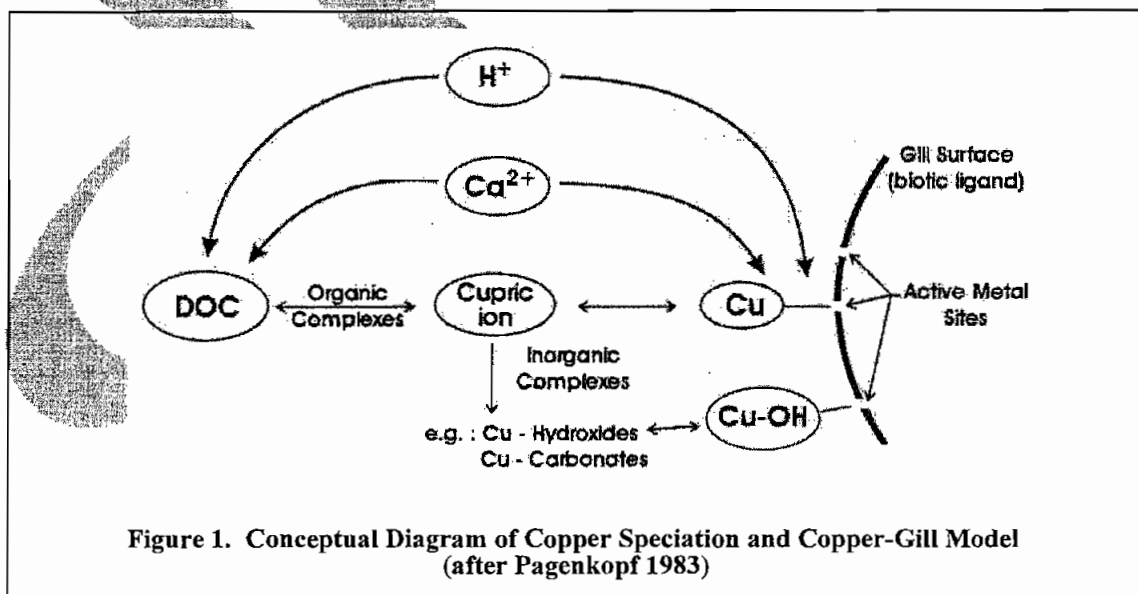 H+
Ca2+
Gill Surface
(biotic ligand)
DOC
Organic
Complexes
Cupric
ion
Cu
Active Metal
Sites
Inorganic
Complexes
Cu-OH
e.g. : Cu - Hydroxides
Cu - Carbonates
Figure 1. Conceptual Diagram of Copper Speciation and Copper-Gill Model
(after Pagenkopf 1983)